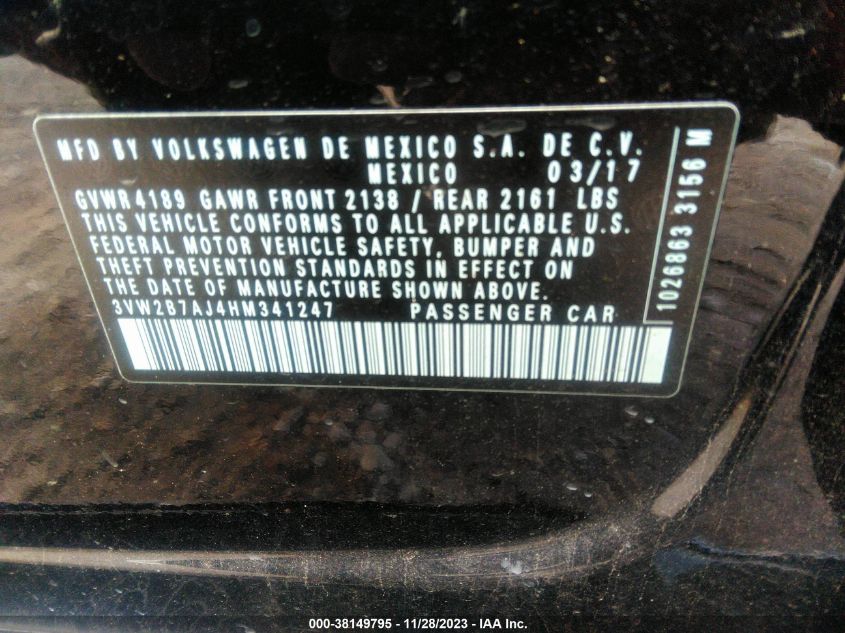 MFD BY VOLKSWAGEN DE MEXICO S.A. DE C.V.
MEXICO 03/17
GVWR 4189 GAWR FRONT 2138 / REAR 2161 LBS
THIS VEHICLE CONFORMS TO ALL APPLICABLE U.S.
FEDERAL MOTOR VEHICLE SAFETY, BUMPER AND
THEFT PREVENTION STANDARDS IN EFFECT ON
THE DATE OF MANUFACTURE SHOWN ABOVE.
3VW2B7AJ4HM341247 PASSENGER CAR
1026863 3156 M
000-38149795 — 11/28/2023 — IAA Inc.